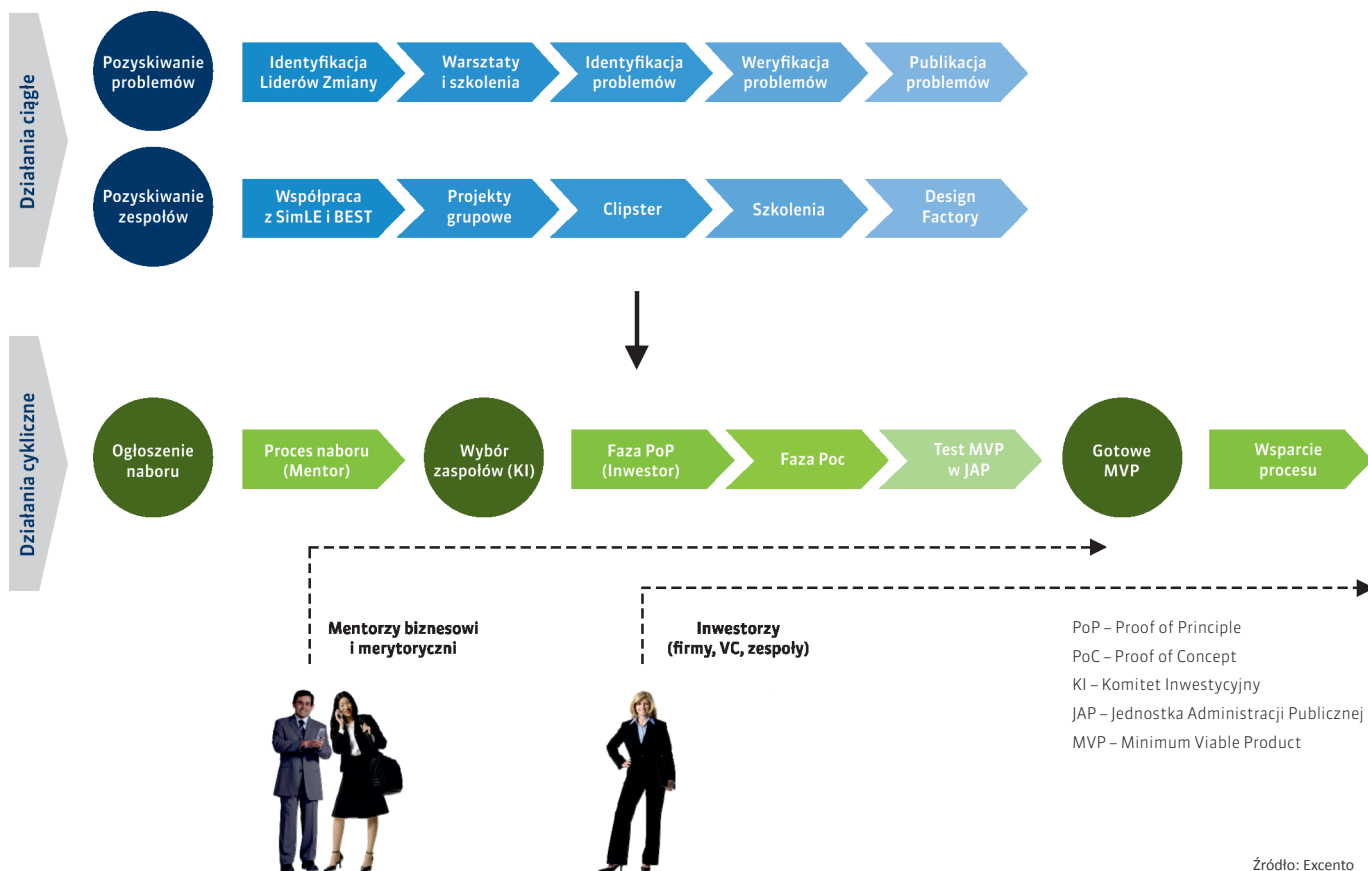 Działania ciągłe
Pozyskiwanie
problemów
Identyfikacja
Liderów Zmiany
Warsztaty
i szkolenia
Identyfikacja
problemów
Weryfikacja
problemów
Publikacja
problemów
Pozyskiwanie
zespołów
Współpraca
z SimLE i BEST
Projekty
grupowe
Clipster
Szkolenia
Design
Factory
Działania cykliczne
Ogłoszenie
naboru
Proces naboru
(Mentor)
Wybór
zaspołów (KI)
Faza PoP
(Inwestor)
Faza Poc
Test MVP
w JAP
Gotowe
MVP
Wsparcie
procesu
Mentorzy biznesowi
i merytoryczni
Inwestorzy
(firmy, VC, zespoły)
PoP – Proof of Principle
PoC – Proof of Concept
KI – Komitet Inwestycyjny
JAP – Jednostka Administracji Publicznej
MVP – Minimum Viable Product
Źródło: Excento